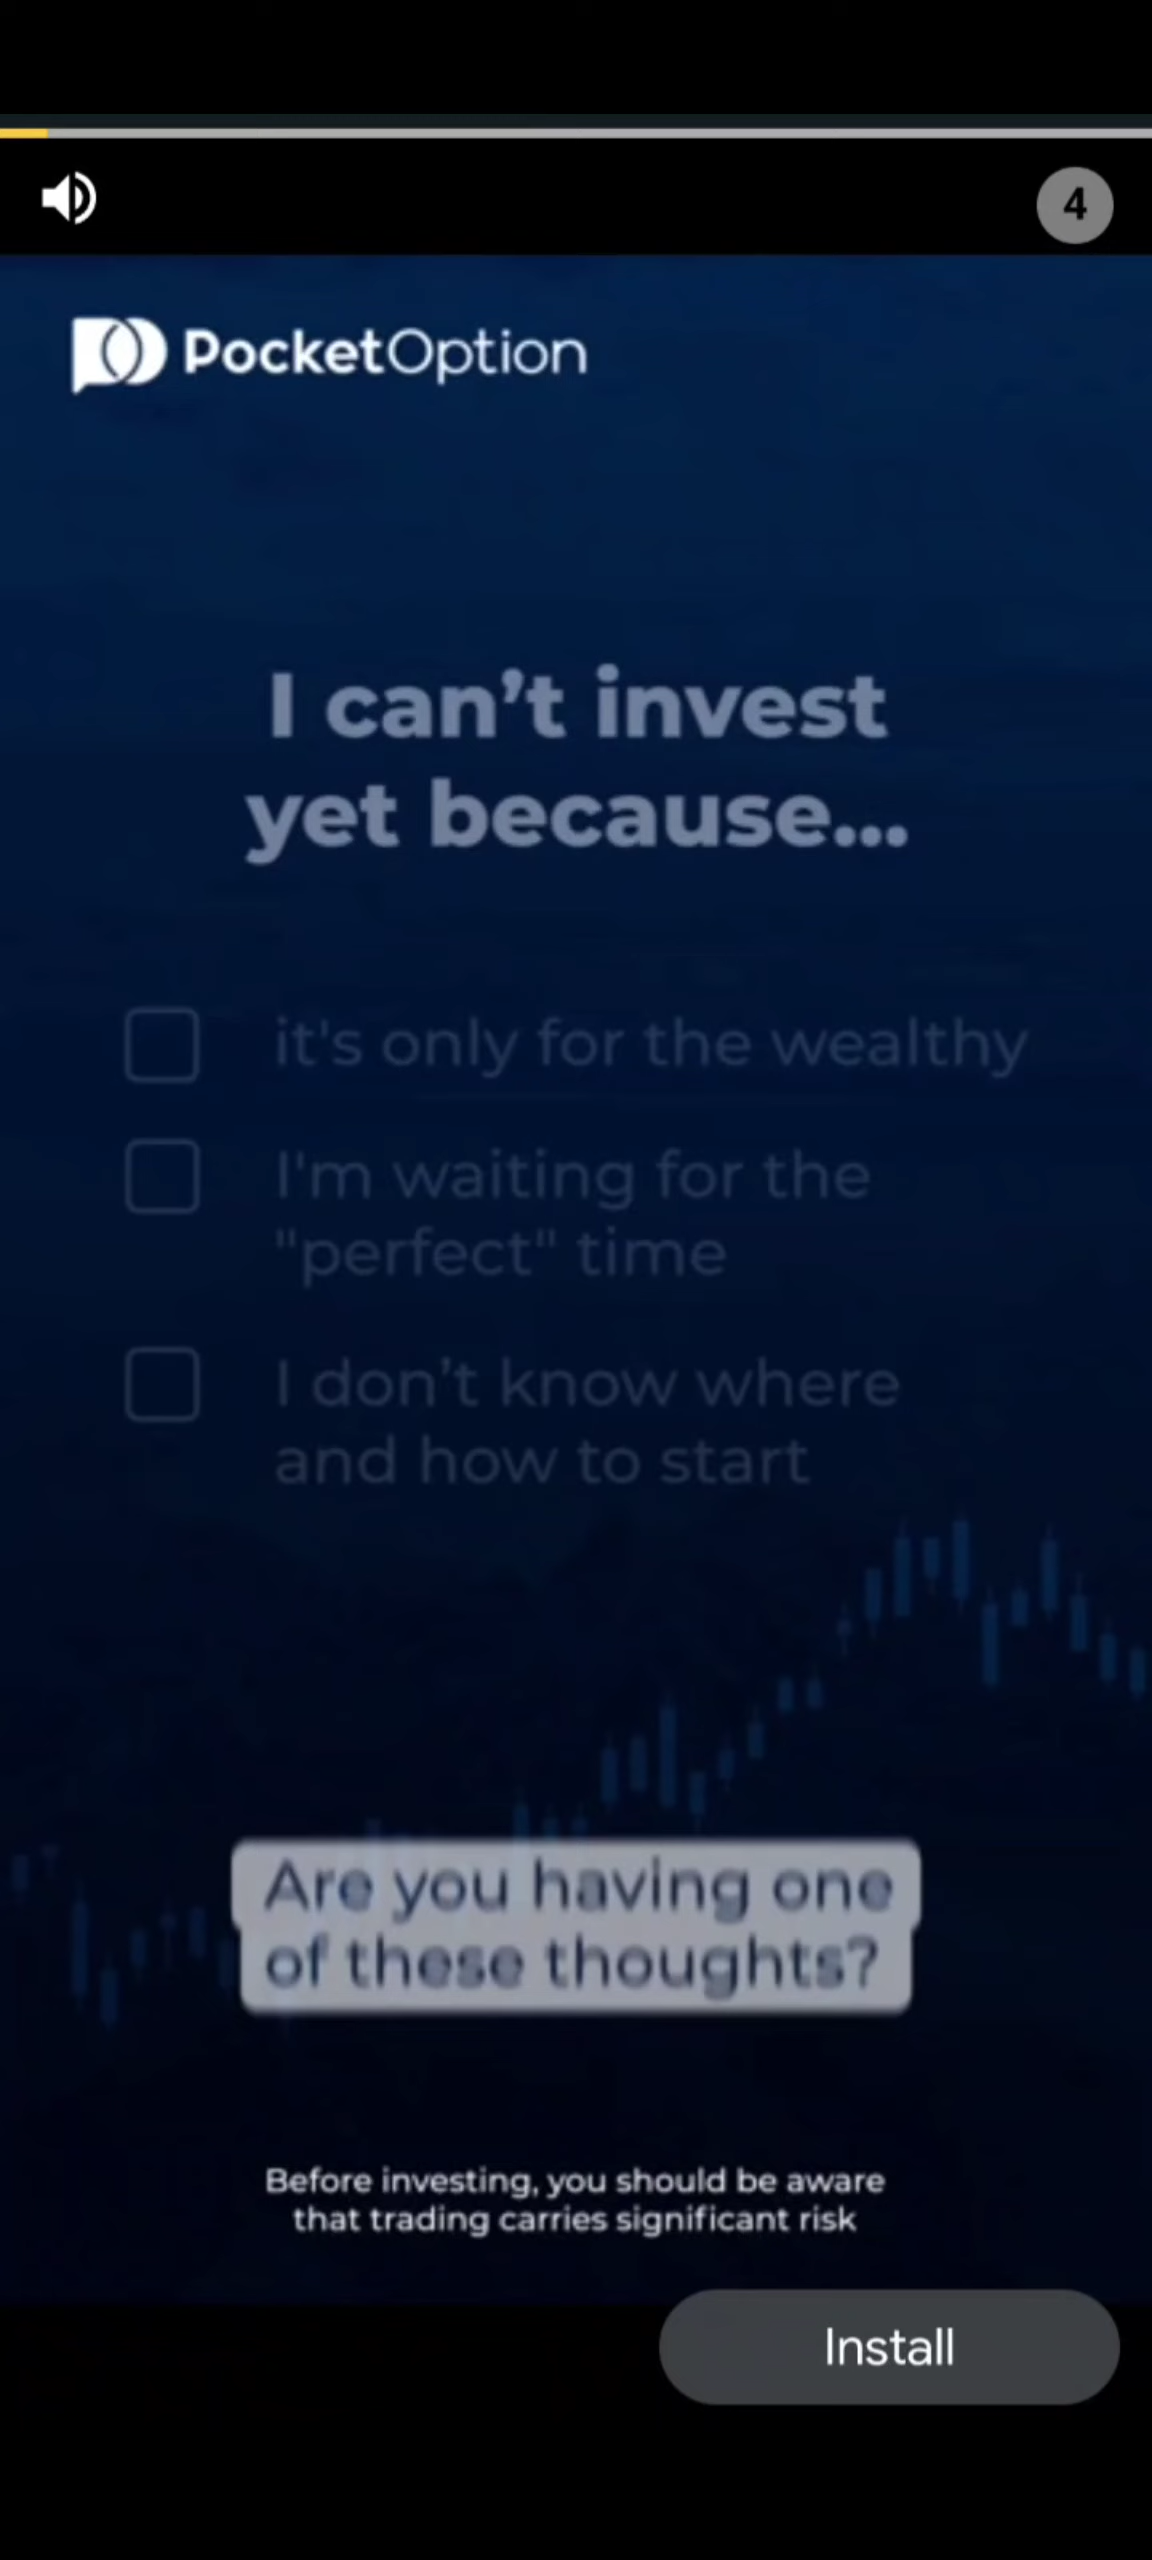 4
PocketOption
I can’t invest
yet because...
it's only for the wealthy
I'm waiting for the
"perfect" time
I don’t know where
and how to start
Are you having one
of these thoughts?
Before investing, you should be aware
that trading carries significant risk
Install